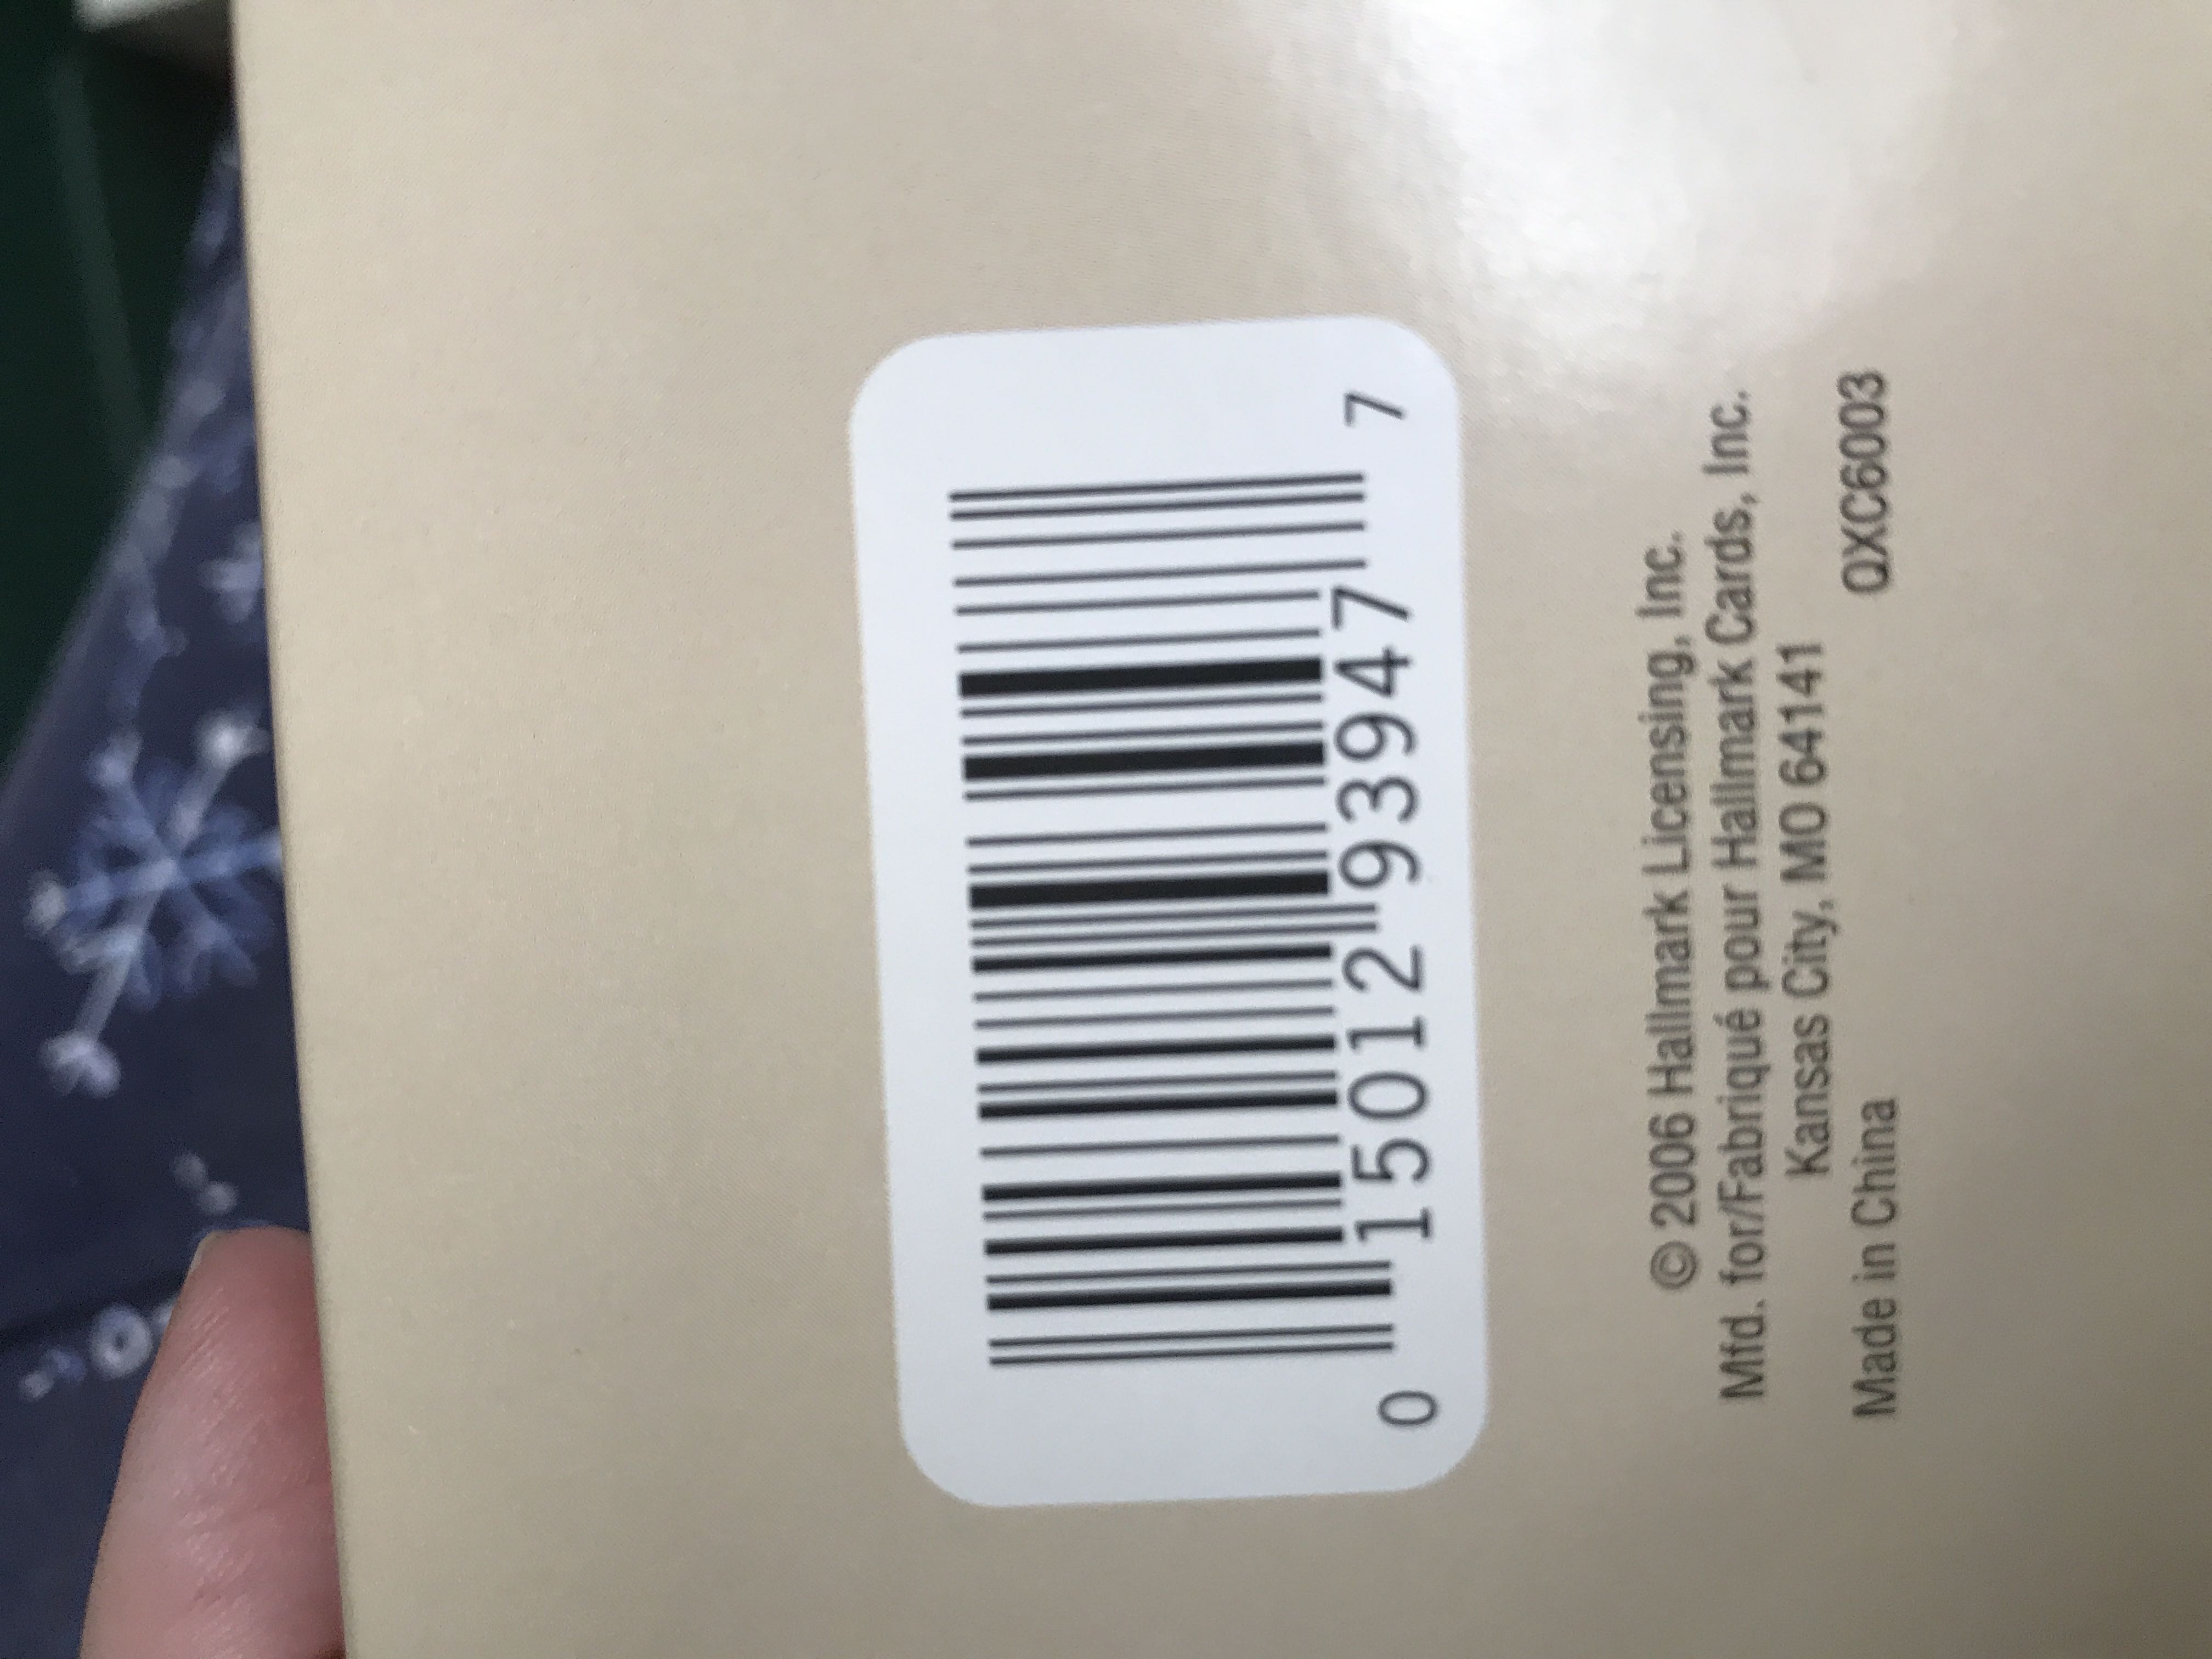 0 15012 93947 7
© 2006 Hallmark Licensing, Inc.
Mfd. for/Fabriqué pour Hallmark Cards, Inc.
Kansas City, MO 64141
Made in China QXC6003